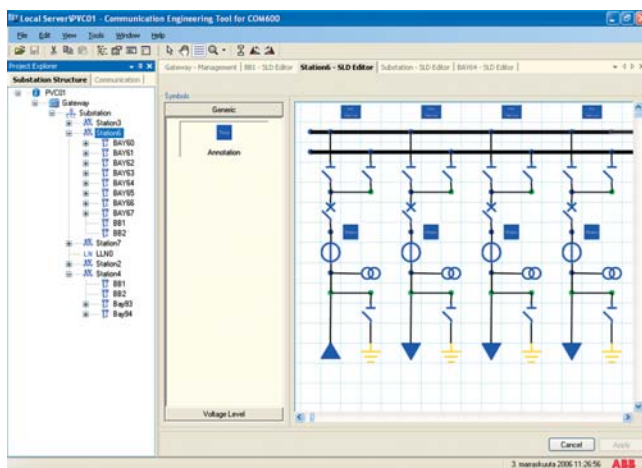 Local Server\PVC01 - Communication Engineering Tool for COM600
File Edit View Tools Window Help
Project Explorer
Substation Structure Communication
PVC01
Gateway
Substation
Station3
Station6
BAY60
BAY61
BAY62
BAY63
BAY64
BAY65
BAY66
BAY67
BB1
BB2
Station7
LN LLN0
Station2
Station4
BB1
BB2
Bay93
Bay94
Gateway - Management BB1 - SLD Editor Station6 - SLD Editor Substation - SLD Editor BAY64 - SLD Editor
Symbols
Generic
Annotation
Voltage Level
Cancel Apply
3. marraskuuta 2006 11:26:56 ABB